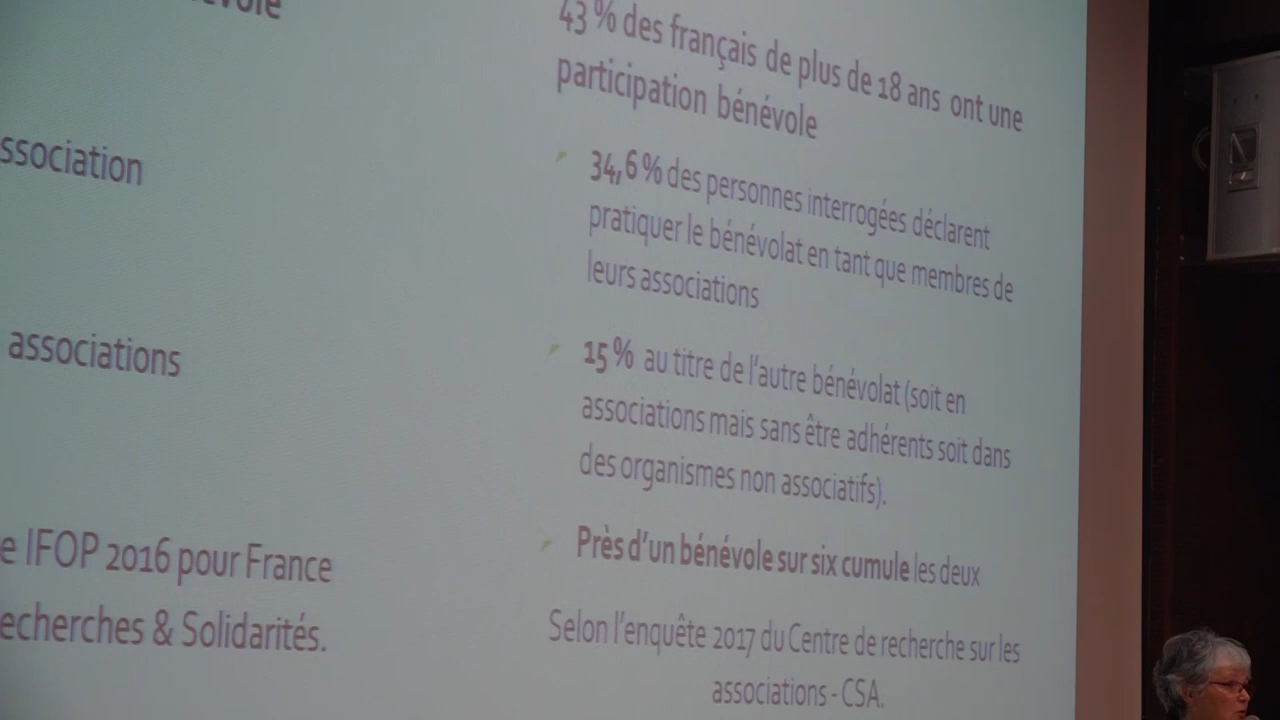 43 % des français de plus de 18 ans ont une
participation bénévole
34,6 % des personnes interrogées déclarent
pratiquer le bénévolat en tant que membres de
leurs associations
15 % au titre de l'autre bénévolat (soit en
associations mais sans être adhérents soit dans
des organismes non associatifs).
Près d'un bénévole sur six cumule les deux
Selon l'enquête 2017 du Centre de recherche sur les
associations - CSA.
ssociation
associations
e IFOP 2016 pour France
echerches & Solidarités.